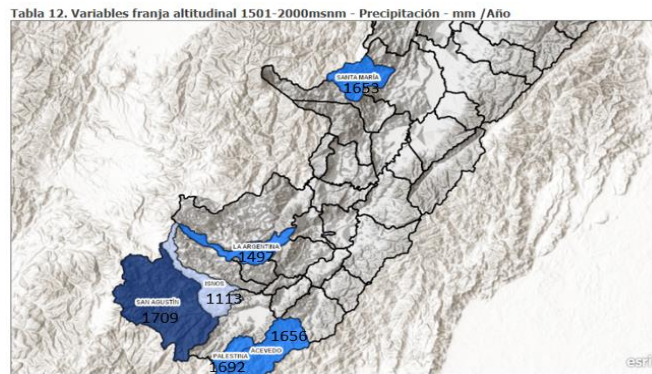 Tabla 12. Variables franja altitudinal 1501-2000msnm - Precipitación - mm /Año
SANTA MARÍA
1653
LA ARGENTINA
1497
ISNOS
1113
SAN AGUSTÍN
1709
1656
ACEVEDO
PALESTINA
1692
esri